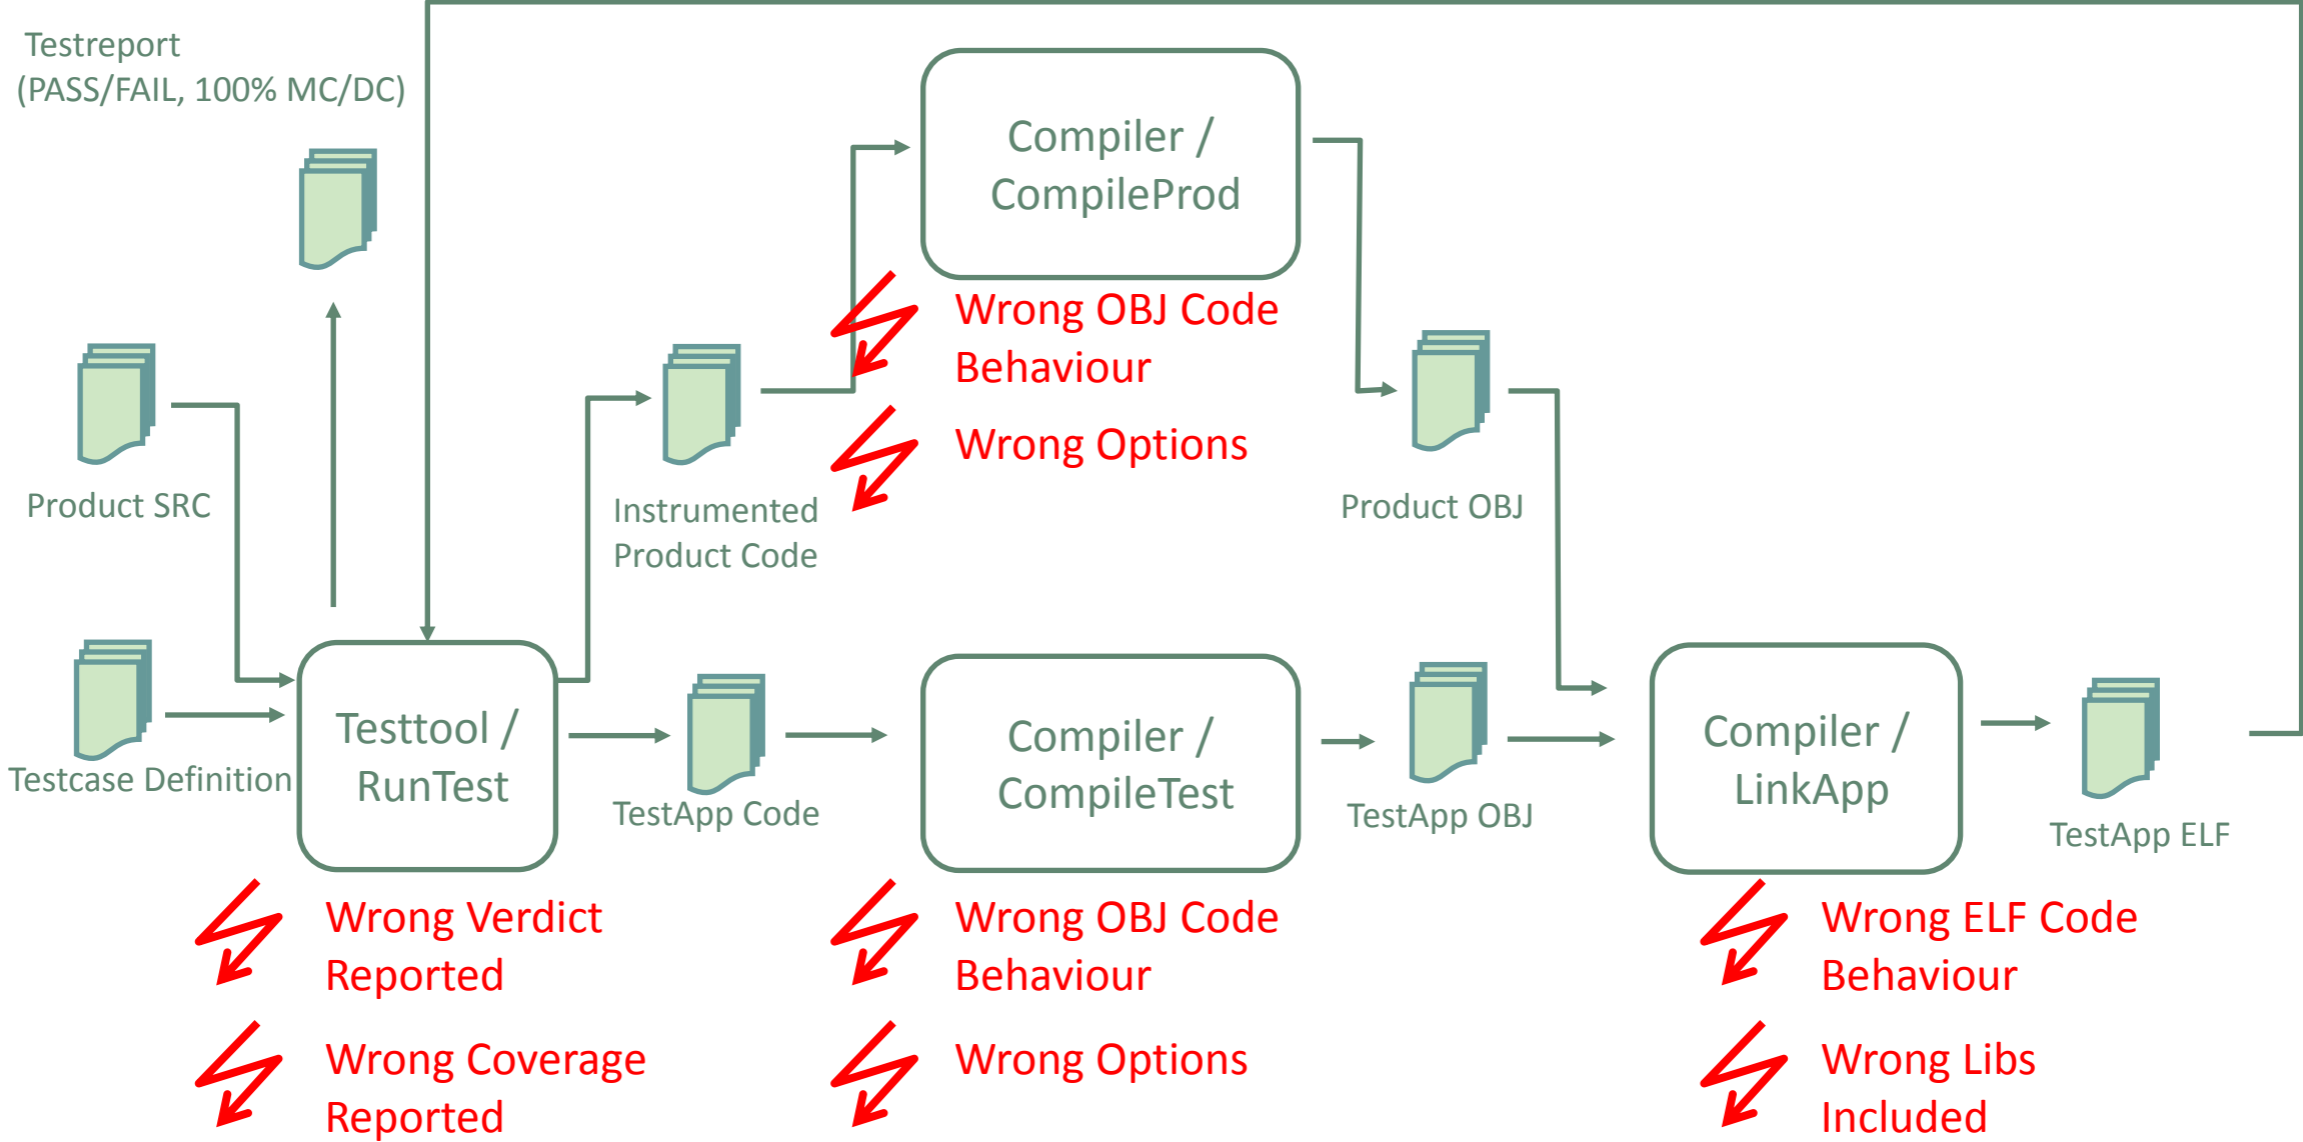 Testreport
(PASS/FAIL, 100% MC/DC)
Compiler /
CompileProd
Wrong OBJ Code
Behaviour
Wrong Options
Product SRC
Instrumented
Product Code
Product OBJ
Testcase Definition
Testtool /
RunTest
TestApp Code
Compiler /
CompileTest
TestApp OBJ
Compiler /
LinkApp
TestApp ELF
Wrong Verdict
Reported
Wrong Coverage
Reported
Wrong OBJ Code
Behaviour
Wrong Options
Wrong ELF Code
Behaviour
Wrong Libs
Included